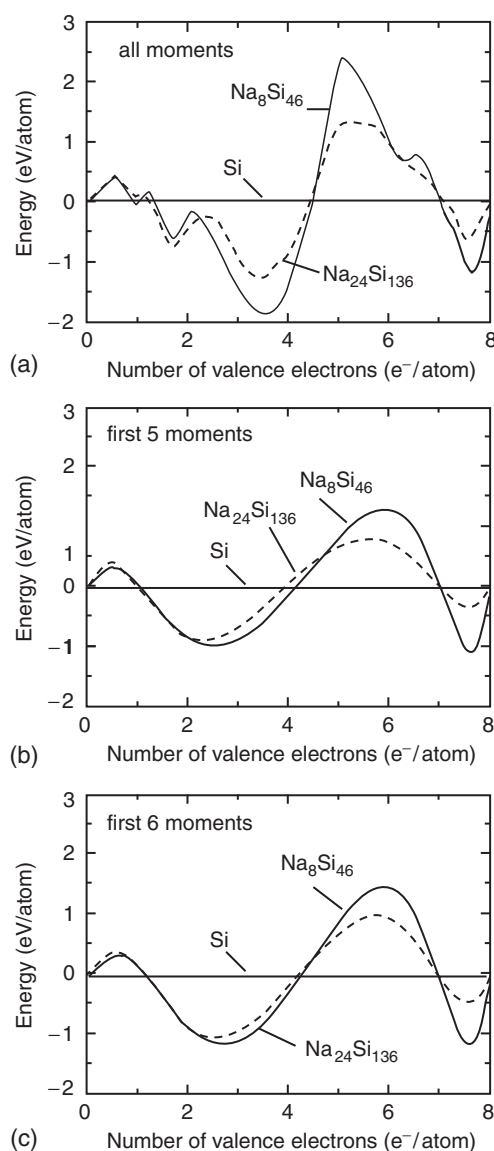 3
all moments
2
Na8Si46
1
Si
0
−1
Na24Si136
−2
0 2 4 6 8
Energy (eV/atom)
(a) Number of valence electrons (e−/atom)
3
first 5 moments
2
Na8Si46
Na24Si136
1
Si
0
−1
−2
0 2 4 6 8
Energy (eV/atom)
(b) Number of valence electrons (e−/atom)
3
first 6 moments
2
Na8Si46
1
Si
0
−1
Na24Si136
−2
0 2 4 6 8
Energy (eV/atom)
(c) Number of valence electrons (e−/atom)